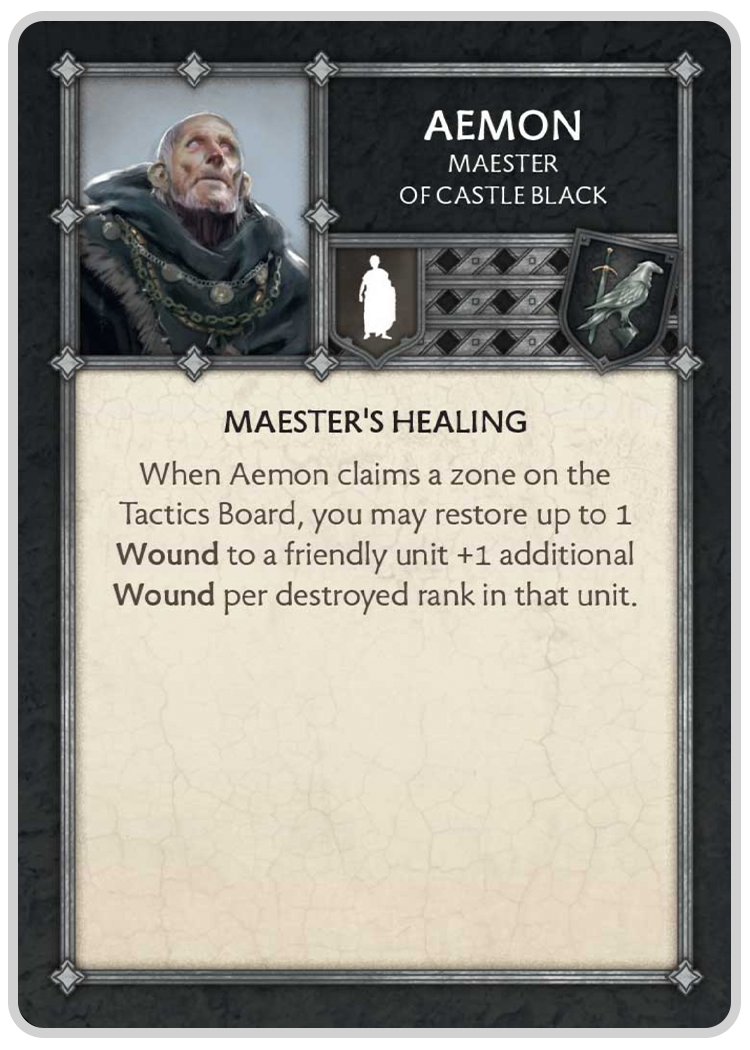 AEMON
MAESTER
OF CASTLE BLACK
MAESTER'S HEALING
When Aemon claims a zone on the
Tactics Board, you may restore up to 1
Wound to a friendly unit +1 additional
Wound per destroyed rank in that unit.